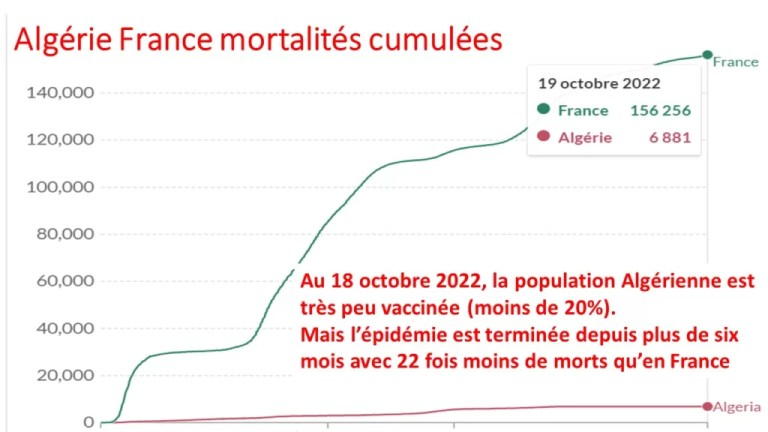 Algérie France mortalités cumulées
France
19 octobre 2022
France 156 256
Algérie 6 881
140,000
120,000
100,000
80,000
60,000
40,000
20,000
0
Au 18 octobre 2022, la population Algérienne est
très peu vaccinée (moins de 20%).
Mais l'épidémie est terminée depuis plus de six
mois avec 22 fois moins de morts qu'en France
Algeria